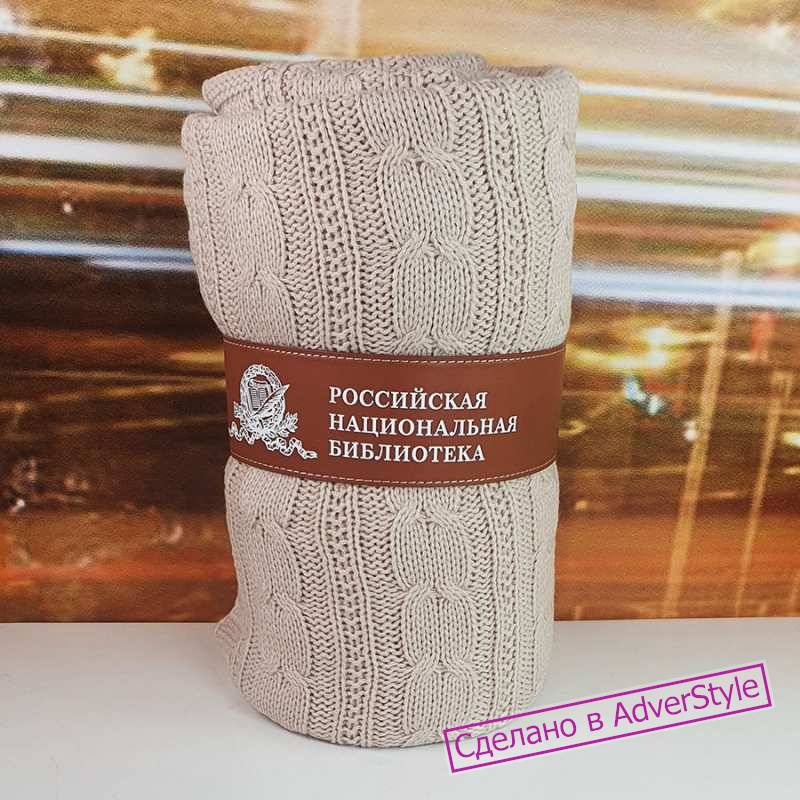 РОССИЙСКАЯ
НАЦИОНАЛЬНАЯ
БИБЛИОТЕКА
Сделано в AdverStyle